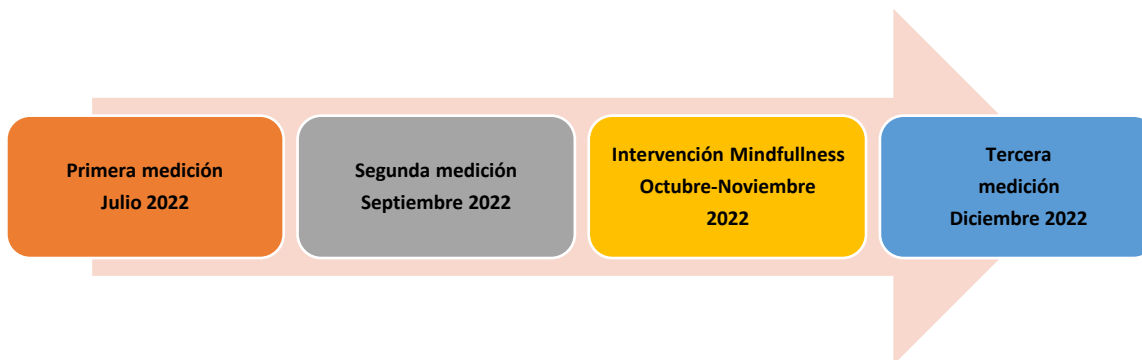 Primera medición
Julio 2022
Segunda medición
Septiembre 2022
Intervención Mindfullness
Octubre-Noviembre
2022
Tercera
medición
Diciembre 2022